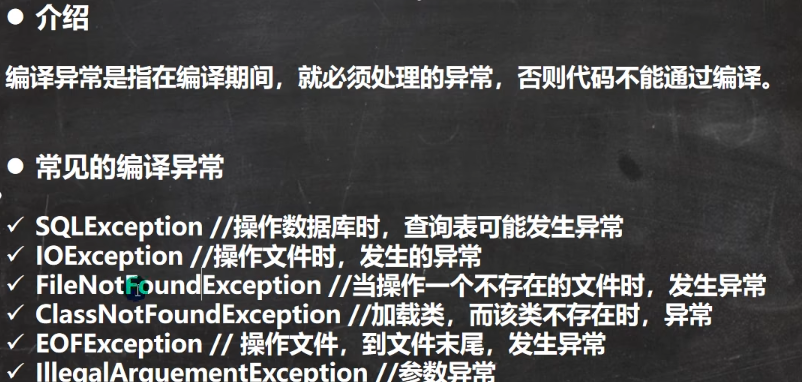 ● 介绍
编译异常是指在编译期间，就必须处理的异常，否则代码不能通过编译。
● 常见的编译异常
✓ SQLException //操作数据库时，查询表可能发生异常
✓ IOException //操作文件时，发生的异常
✓ FileNotFoundException //当操作一个不存在的文件时，发生异常
✓ ClassNotFoundException //加载类，而该类不存在时，异常
✓ EOFException // 操作文件，到文件末尾，发生异常
✓ IllegalArguementException //参数异常